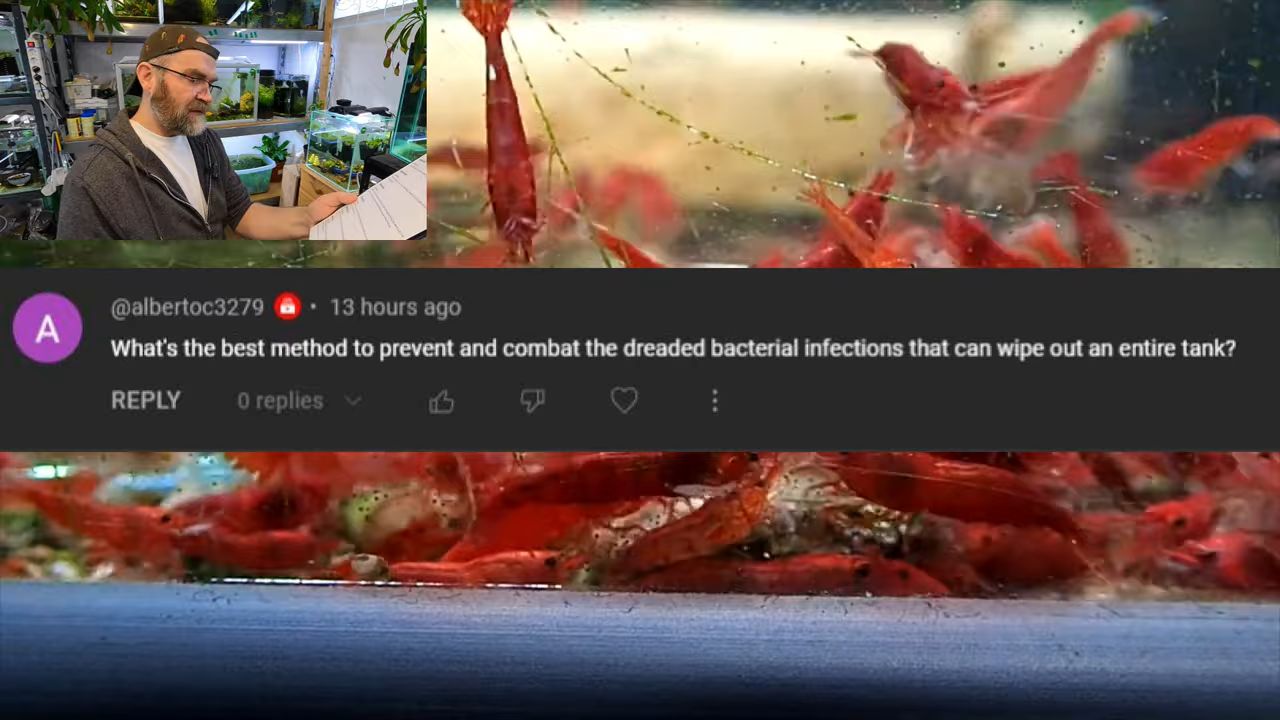 @albertoc3279 • 13 hours ago
What's the best method to prevent and combat the dreaded bacterial infections that can wipe out an entire tank?
REPLY 0 replies
A